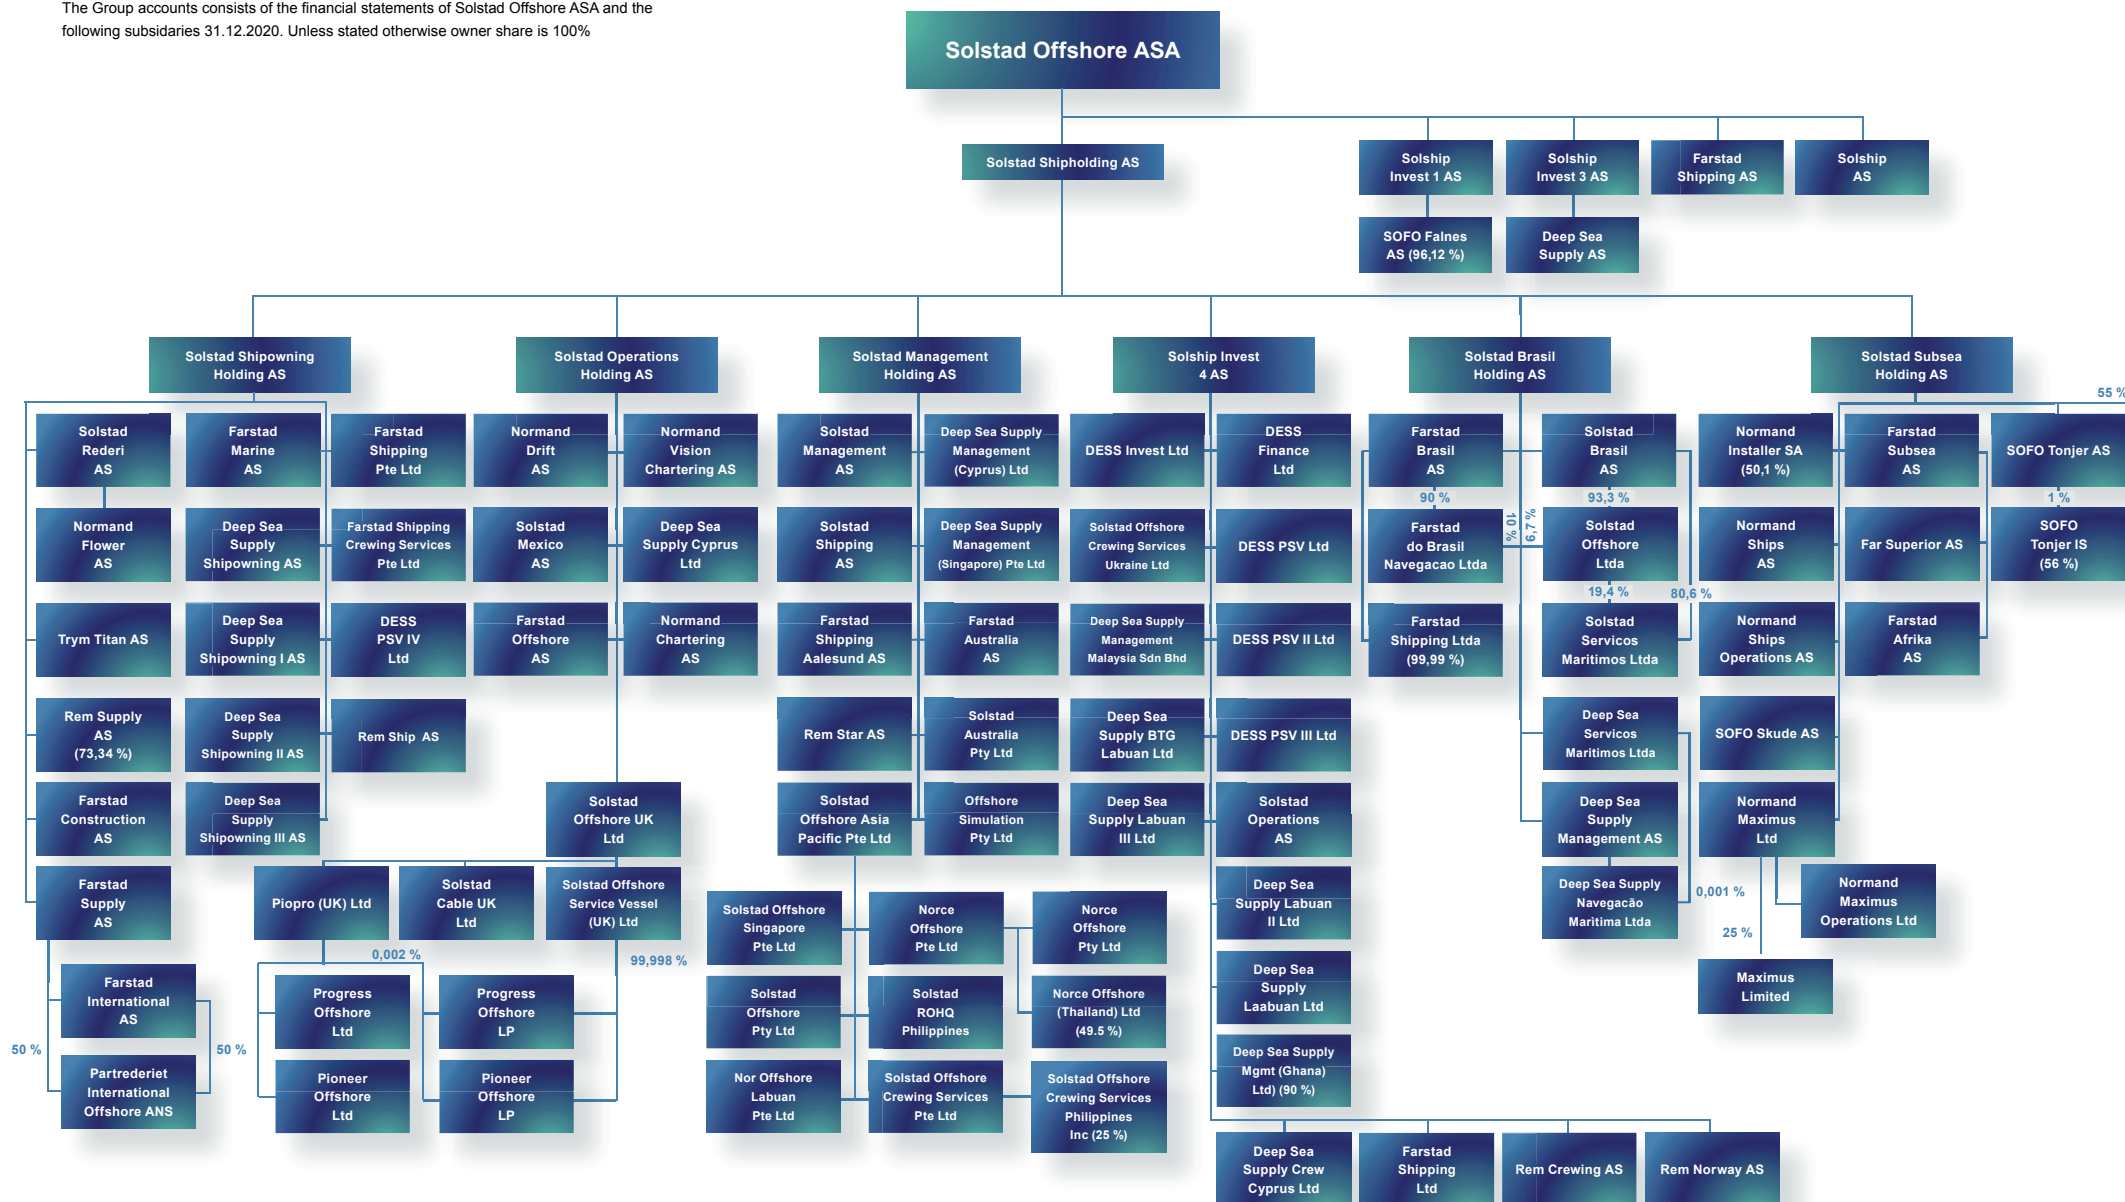 The Group accounts consists of the financial statements of Solstad Offshore ASA and the
following subsidaries 31.12.2020. Unless stated otherwise owner share is 100%
Solstad Offshore ASA
Solstad Shipholding AS
Solship
Invest 1 AS
Solship
Invest 3 AS
Farstad
Shipping AS
Solship
AS
SOFO Falnes
AS (96,12 %)
Deep Sea
Supply AS
Solstad Shipowning
Holding AS
Solstad Operations
Holding AS
Solstad Management
Holding AS
Solship Invest
4 AS
Solstad Brasil
Holding AS
Solstad Subsea
Holding AS
55 %
Solstad
Rederi
AS
Farstad
Marine
AS
Farstad
Shipping
Pte Ltd
Normand
Drift
AS
Normand
Vision
Chartering AS
Solstad
Management
AS
Deep Sea Supply
Management
(Cyprus) Ltd
DESS Invest Ltd
DESS
Finance
Ltd
Farstad
Brasil
AS
Solstad
Brasil
AS
Normand
Installer SA
(50,1 %)
Farstad
Subsea
AS
SOFO Tonjer AS
90 %
93,3 %
1 %
Normand
Flower
AS
Deep Sea
Supply
Shipowning AS
Farstad Shipping
Crewing Services
Pte Ltd
Solstad
Mexico
AS
Deep Sea
Supply Cyprus
Ltd
Solstad
Shipping
AS
Deep Sea Supply
Management
(Singapore) Pte Ltd
Solstad Offshore
Crewing Services
Ukraine Ltd
DESS PSV Ltd
Farstad
do Brasil
Navegacao Ltda
10 %
6,7 %
Solstad
Offshore
Ltda
Normand
Ships
AS
Far Superior AS
SOFO
Tonjer IS
(56 %)
19,4 %
80,6 %
Trym Titan AS
Deep Sea
Supply
Shipowning I AS
DESS
PSV IV
Ltd
Farstad
Offshore
AS
Normand
Chartering
AS
Farstad
Shipping
Aalesund AS
Farstad
Australia
AS
Deep Sea Supply
Management
Malaysia Sdn Bhd
DESS PSV II Ltd
Farstad
Shipping Ltda
(99,99 %)
Solstad
Servicos
Maritimos Ltda
Normand
Ships
Operations AS
Farstad
Afrika
AS
Rem Supply
AS
(73,34 %)
Deep Sea
Supply
Shipowning II AS
Rem Ship AS
Rem Star AS
Solstad
Australia
Pty Ltd
Deep Sea
Supply BTG
Labuan Ltd
DESS PSV III Ltd
Deep Sea
Servicos
Maritimos Ltda
SOFO Skude AS
Farstad
Construction
AS
Deep Sea
Supply
Shipowning III AS
Solstad
Offshore UK
Ltd
Solstad
Offshore Asia
Pacific Pte Ltd
Offshore
Simulation
Pty Ltd
Deep Sea
Supply Labuan
III Ltd
Solstad
Operations
AS
Deep Sea
Supply
Management AS
Normand
Maximus
Ltd
Farstad
Supply
AS
Piopro (UK) Ltd
Solstad
Cable UK
Ltd
Solstad Offshore
Service Vessel
(UK) Ltd
Solstad Offshore
Singapore
Pte Ltd
Norce
Offshore
Pte Ltd
Norce
Offshore
Pty Ltd
Deep Sea
Supply Labuan
II Ltd
Deep Sea Supply
Navegacão
Maritima Ltda
0,001 %
Normand
Maximus
Operations Ltd
25 %
0,002 %
99,998 %
Farstad
International
AS
Progress
Offshore
Ltd
Progress
Offshore
LP
Solstad
Offshore
Pty Ltd
Solstad
ROHQ
Philippines
Norce Offshore
(Thailand) Ltd
(49.5 %)
Deep Sea
Supply
Laabuan Ltd
Maximus
Limited
50 %
50 %
Partrederiet
International
Offshore ANS
Pioneer
Offshore
Ltd
Pioneer
Offshore
LP
Nor Offshore
Labuan
Pte Ltd
Solstad Offshore
Crewing Services
Pte Ltd
Solstad Offshore
Crewing Services
Philippines
Inc (25 %)
Deep Sea Supply
Mgmt (Ghana)
Ltd) (90 %)
Deep Sea
Supply Crew
Cyprus Ltd
Farstad
Shipping
Ltd
Rem Crewing AS
Rem Norway AS